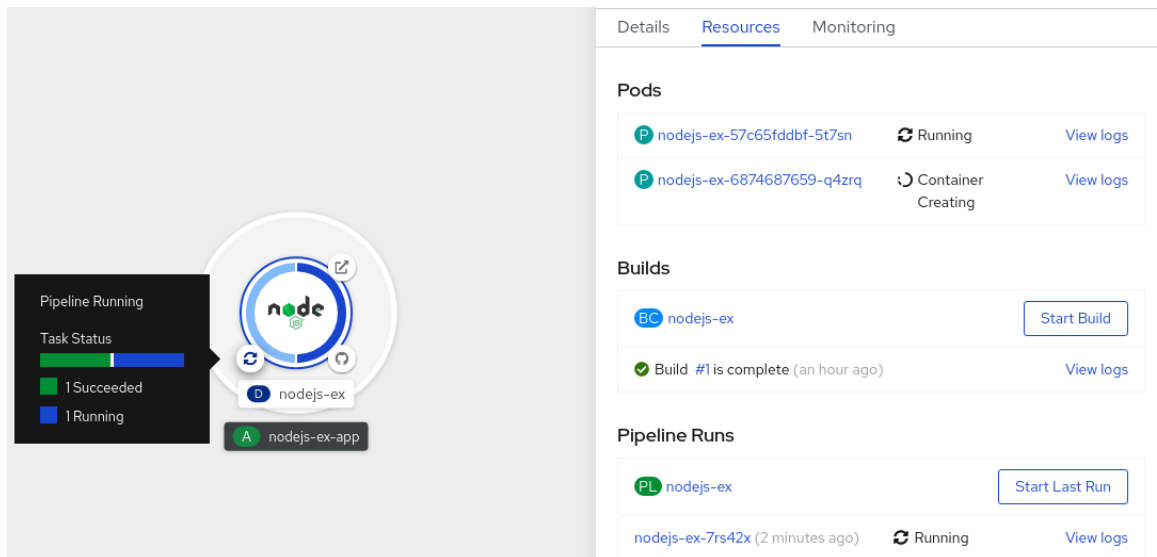 Details Resources Monitoring
Pods
P nodejs-ex-57c65fddbf-5t7sn Running View logs
P nodejs-ex-6874687659-q4zrq Container View logs
Creating
Builds
BC nodejs-ex Start Build
Build #1 is complete (an hour ago) View logs
Pipeline Runs
PL nodejs-ex Start Last Run
nodejs-ex-7rs42x (2 minutes ago) Running View logs
Pipeline Running
Task Status
1 Succeeded
1 Running
node
JS
D nodejs-ex
A nodejs-ex-app